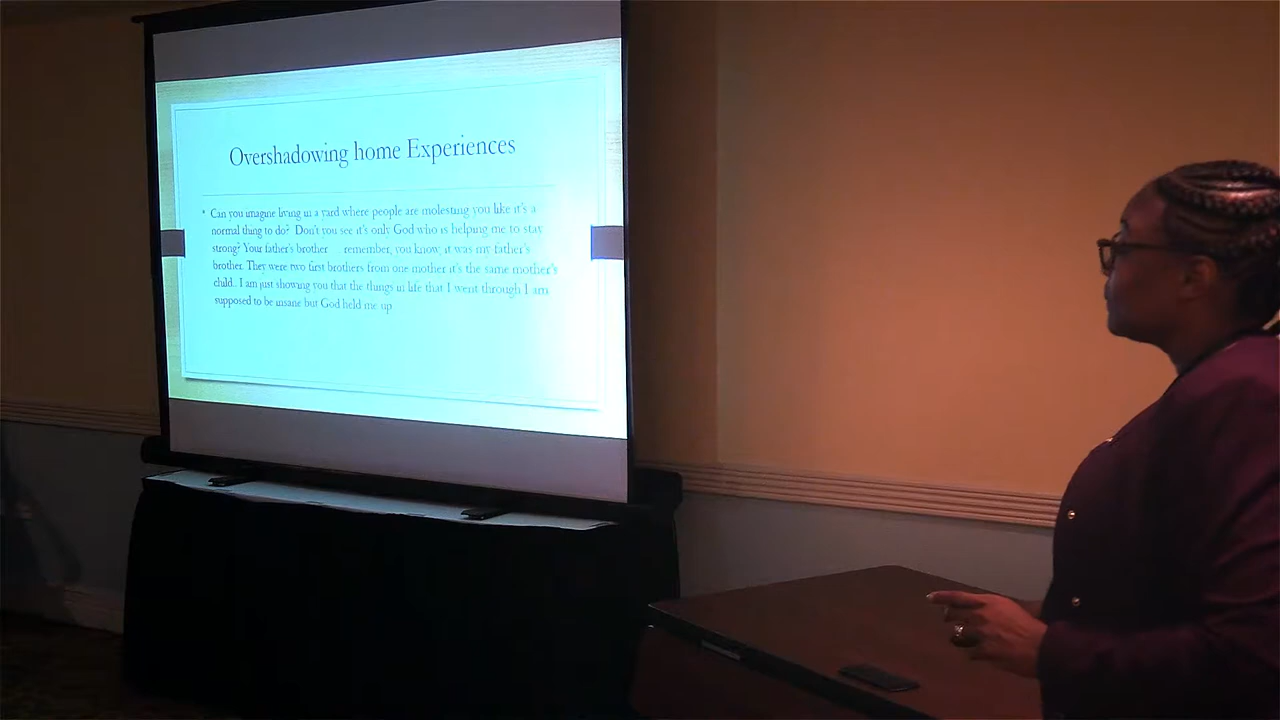 Overshadowing home Experiences
• Can you imagine living in a yard where people are molesting you like it's a
normal thing to do? Don't you see it's only God who is helping me to stay
strong? Your father's brother ... remember, you know, it was my father's
brother. They were two first brothers from one mother it's the same mother's
child.. I am just showing you that the things in life that I went through I am
supposed to be insane but God held me up